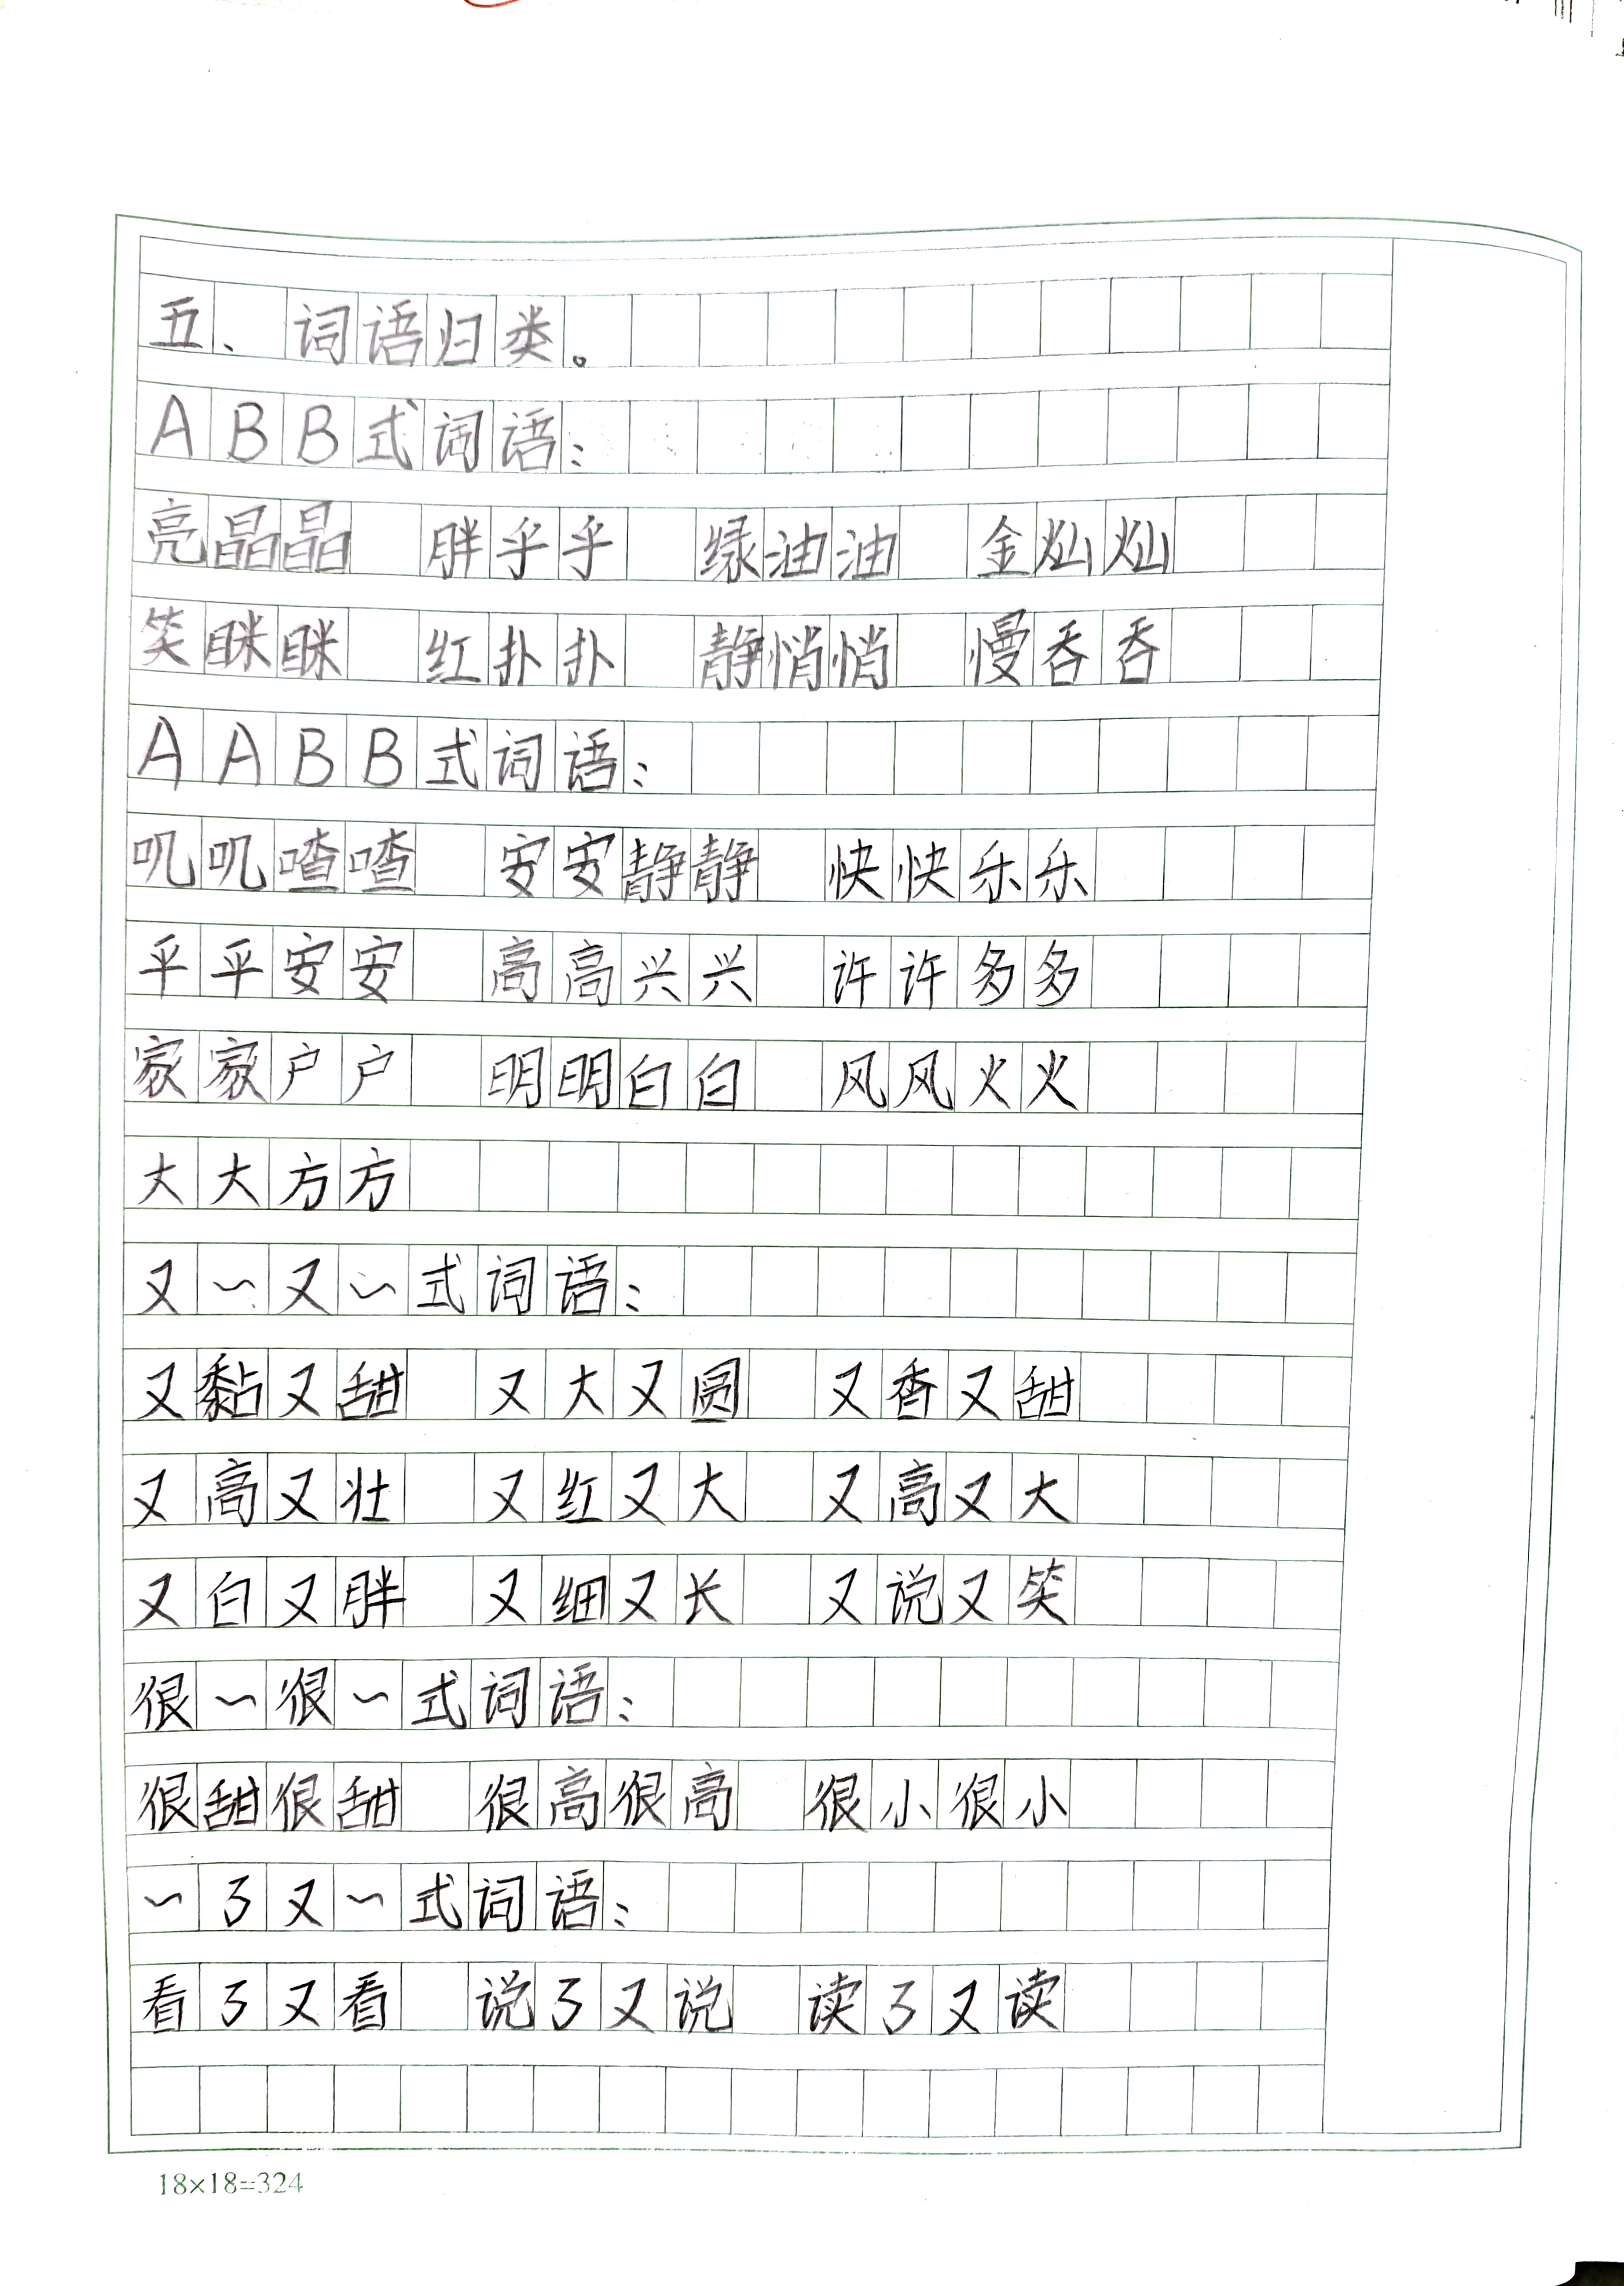 五、词语归类。
ABB式词语：
亮晶晶 胖乎乎 绿油油 金灿灿
笑眯眯 红扑扑 静悄悄 慢吞吞
AABB式词语：
叽叽喳喳 安安静静 快快乐乐
平平安安 高高兴兴 许许多多
家家户户 明明白白 风风火火
大大方方
又~又~式词语：
又黏又甜 又大又圆 又香又甜
又高又壮 又红又大 又高又大
又白又胖 又细又长 又说又笑
很~很~式词语：
很甜很甜 很高很高 很小很小
~了又~式词语：
看了又看 说了又说 读了又读
18×18=324